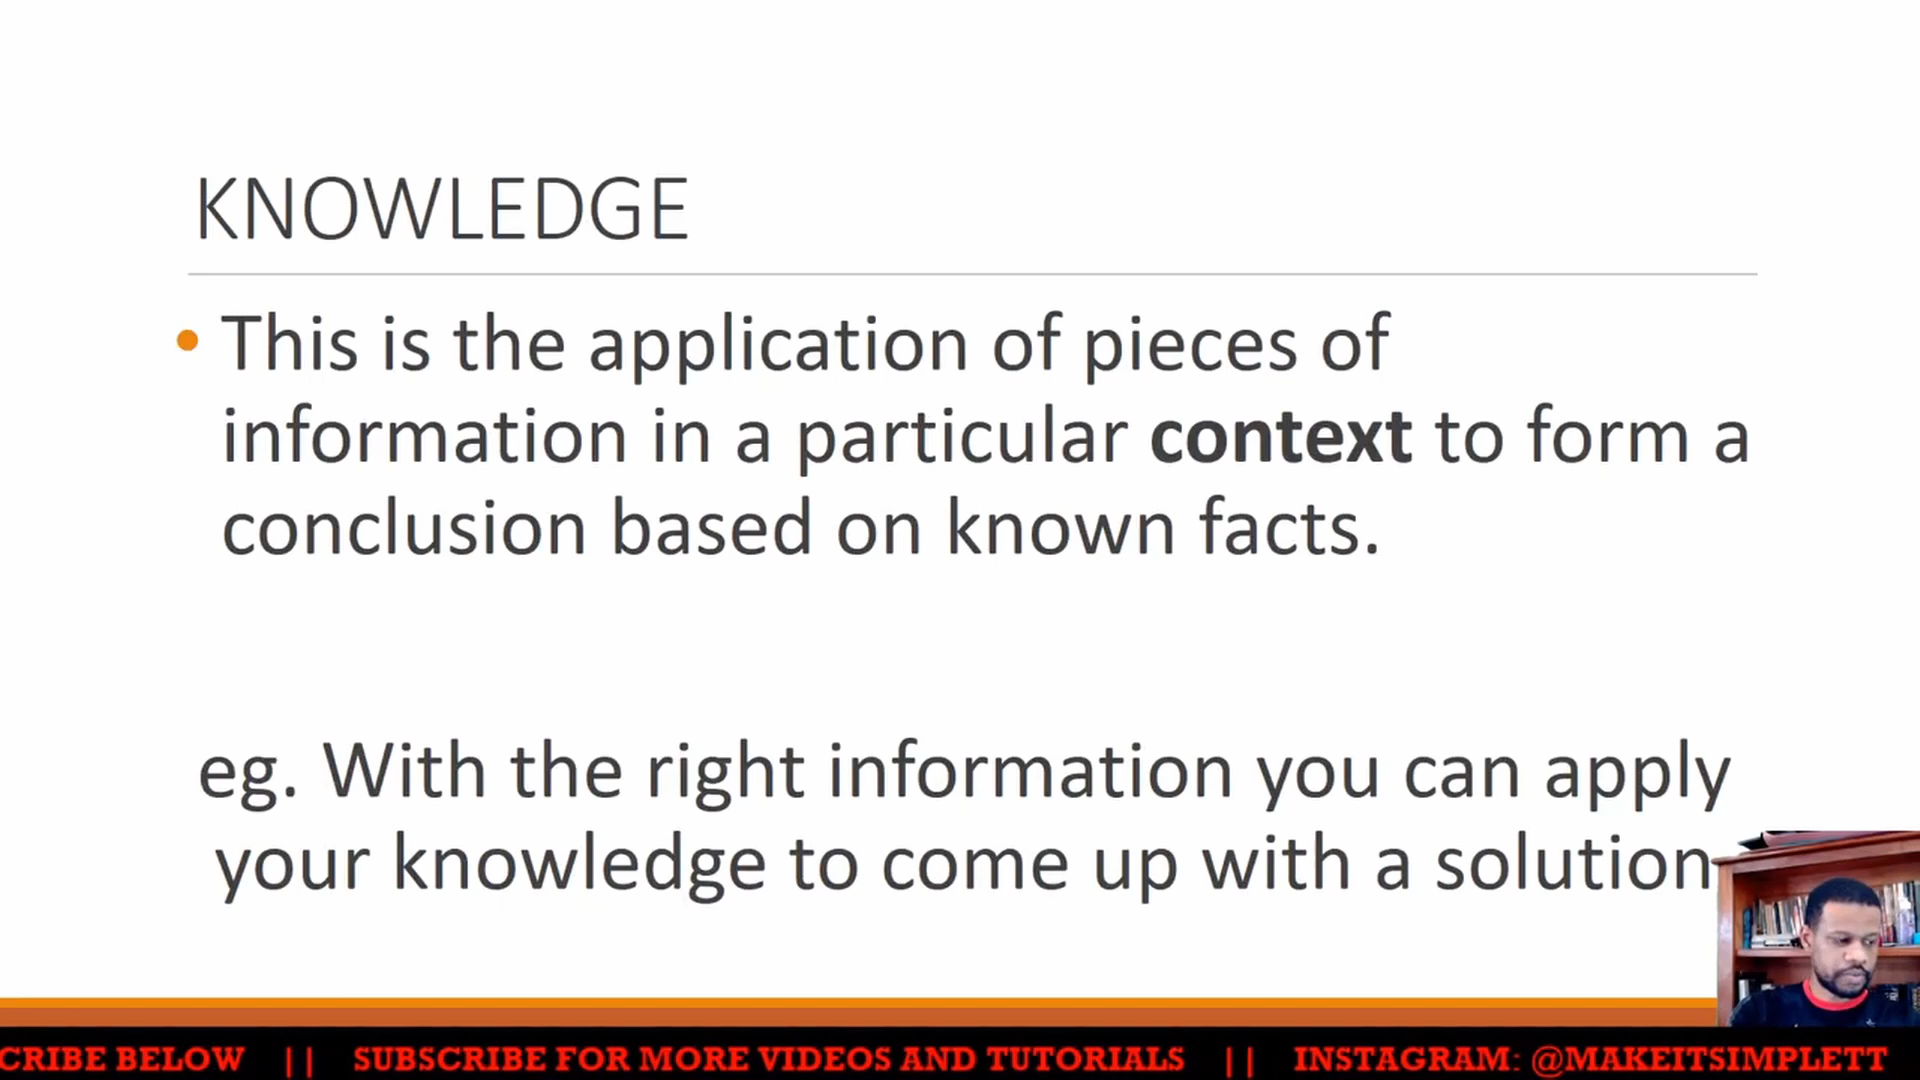 KNOWLEDGE
• This is the application of pieces of
information in a particular context to form a
conclusion based on known facts.
eg. With the right information you can apply
your knowledge to come up with a solution
CRIBE BELOW || SUBSCRIBE FOR MORE VIDEOS AND TUTORIALS || INSTAGRAM: @MAKEITSIMPLETT